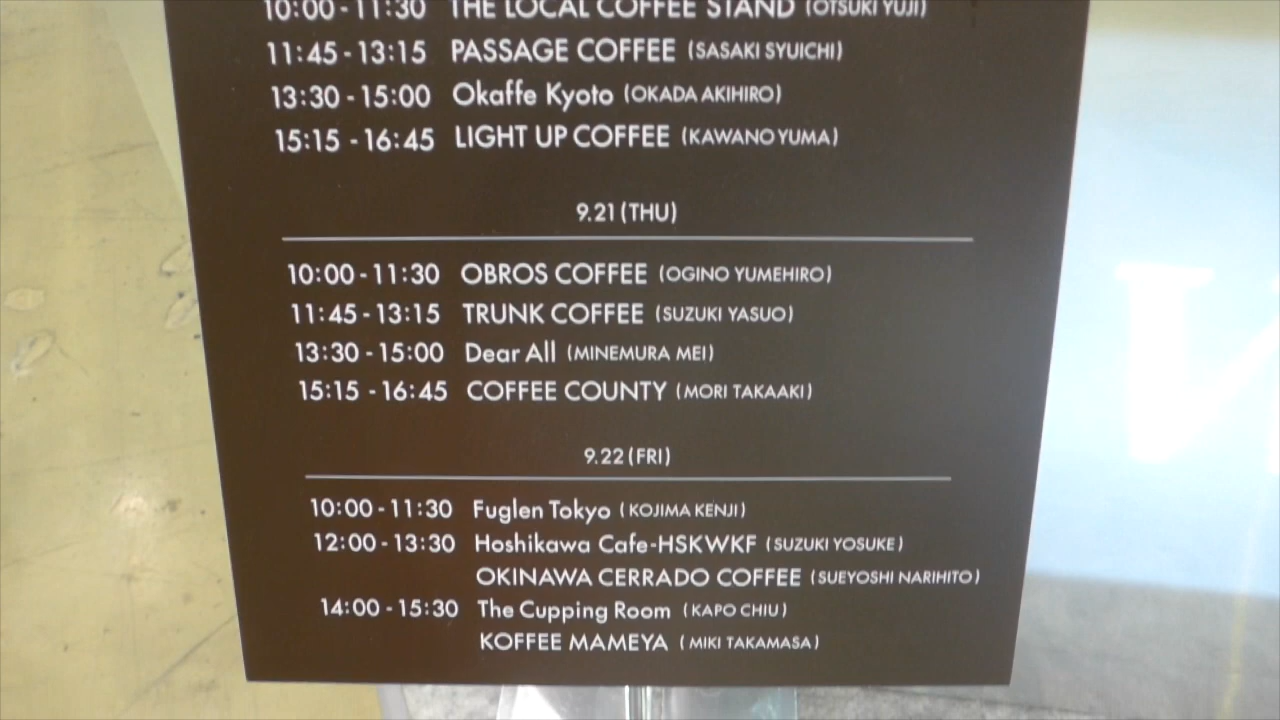 10:00 - 11:30 THE LOCAL COFFEE STAND (OTSUKI YUJI)
11:45 - 13:15 PASSAGE COFFEE (SASAKI SYUICHI)
13:30 - 15:00 Okaffe Kyoto (OKADA AKIHIRO)
15:15 - 16:45 LIGHT UP COFFEE (KAWANO YUMA)
9.21 (THU)
10:00 - 11:30 OBROS COFFEE (OGINO YUMEHIRO)
11:45 - 13:15 TRUNK COFFEE (SUZUKI YASUO)
13:30 - 15:00 Dear All (MINEMURA MEI)
15:15 - 16:45 COFFEE COUNTY (MORI TAKAAKI)
9.22 (FRI)
10:00 - 11:30 Fuglen Tokyo (KOJIMA KENJI)
12:00 - 13:30 Hoshikawa Cafe-HSKWKF (SUZUKI YOSUKE)
OKINAWA CERRADO COFFEE (SUEYOSHI NARIHITO)
14:00 - 15:30 The Cupping Room (KAPO CHIU)
KOFFEE MAMEYA (MIKI TAKAMASA)